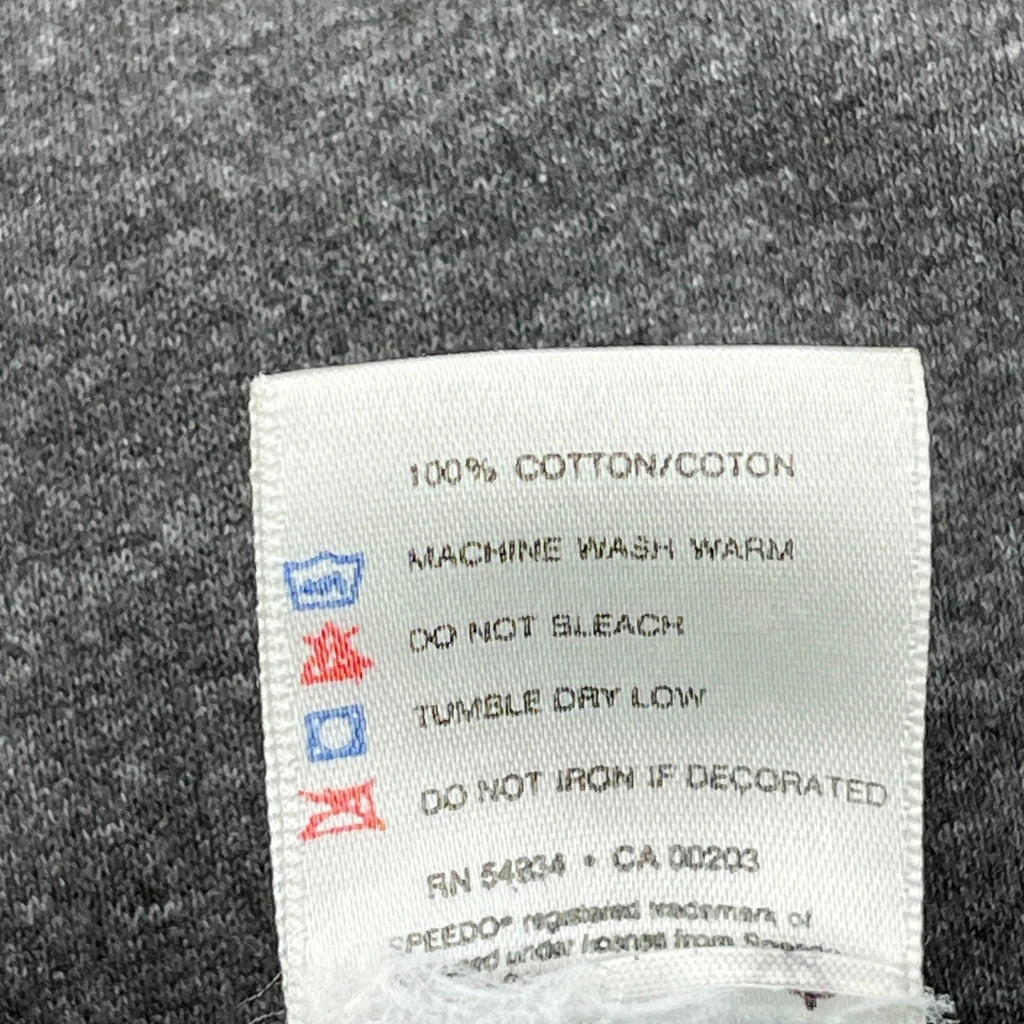 100% COTTON/COTON
MACHINE WASH WARM
DO NOT BLEACH
TUMBLE DRY LOW
DO NOT IRON IF DECORATED
RN 54934 • CA 00203
SPEEDO® registered trademark of
under license from